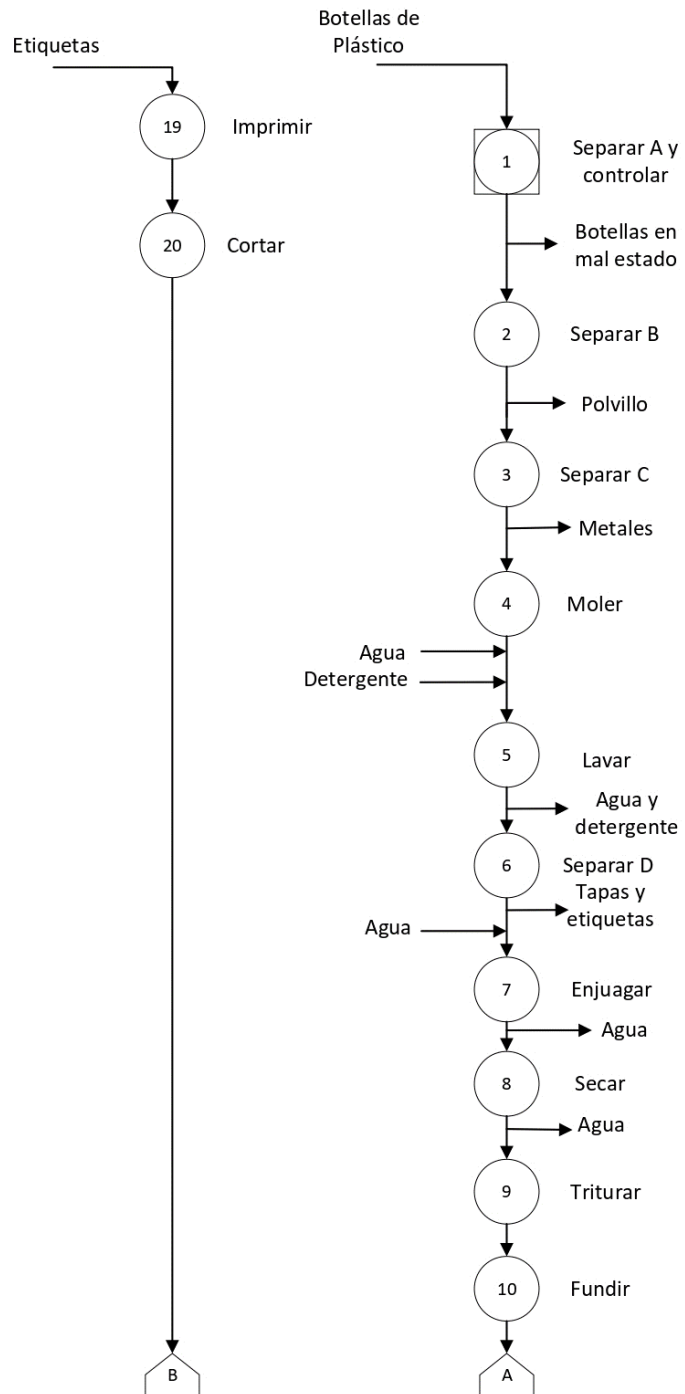 Etiquetas
Botellas de
Plástico
19
Imprimir
1
Separar A y
controlar
20
Cortar
Botellas en
mal estado
2
Separar B
Polvillo
3
Separar C
Metales
4
Moler
Agua
Detergente
5
Lavar
Agua y
detergente
6
Separar D
Tapas y
etiquetas
Agua
7
Enjuagar
Agua
8
Secar
Agua
9
Triturar
10
Fundir
B
A